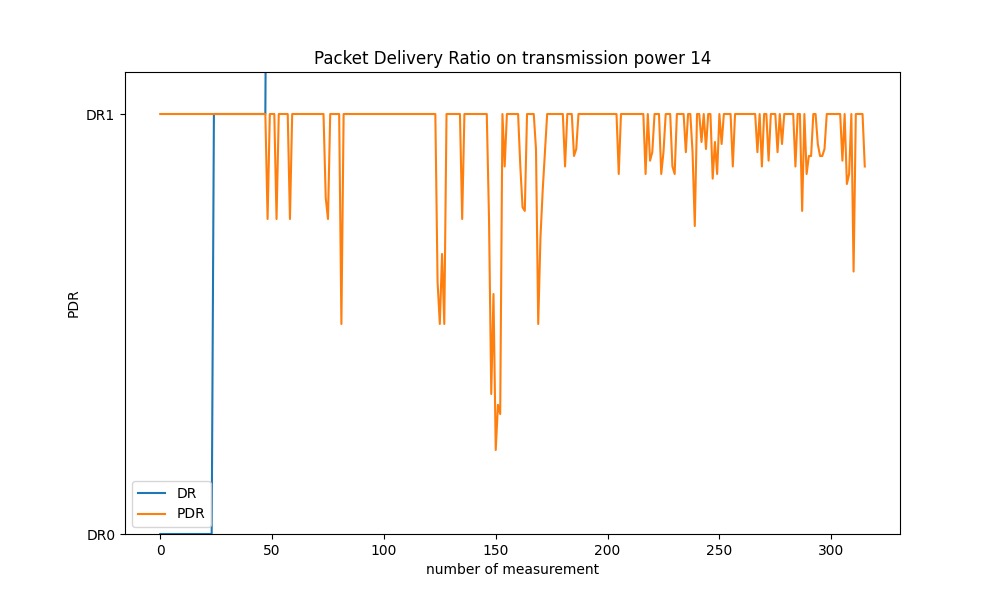 Packet Delivery Ratio on transmission power 14
DR1
PDR
DR0
DR
PDR
0 50 100 150 200 250 300
number of measurement